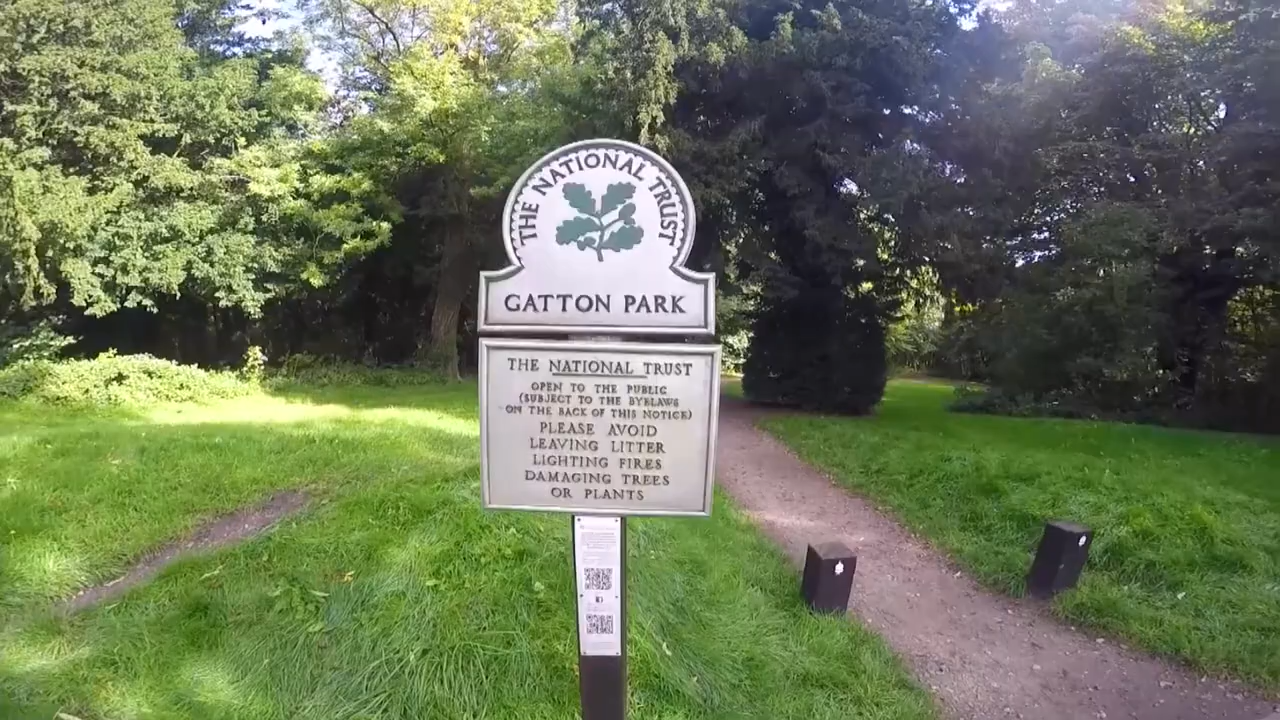 THE NATIONAL TRUST
GATTON PARK
THE NATIONAL TRUST
OPEN TO THE PUBLIC
(SUBJECT TO THE BYELAWS
ON THE BACK OF THIS NOTICE)
PLEASE AVOID
LEAVING LITTER
LIGHTING FIRES
DAMAGING TREES
OR PLANTS